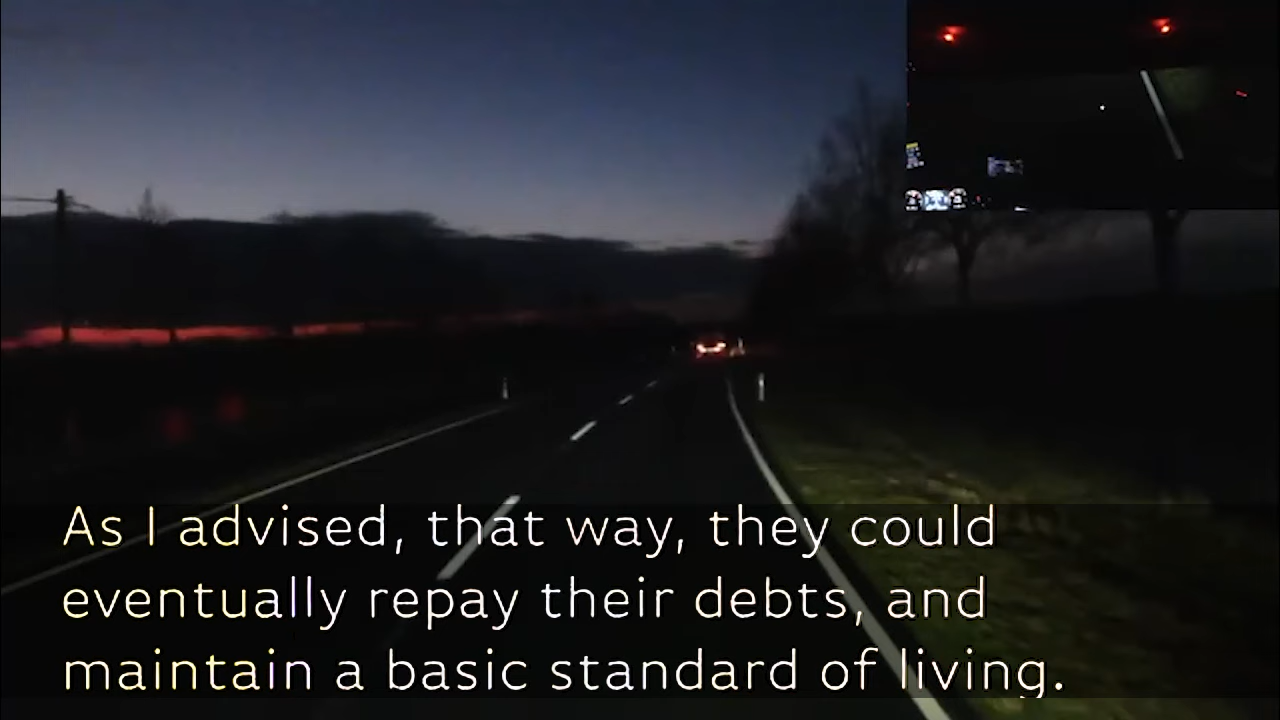 As I advised, that way, they could
eventually repay their debts, and
maintain a basic standard of living.